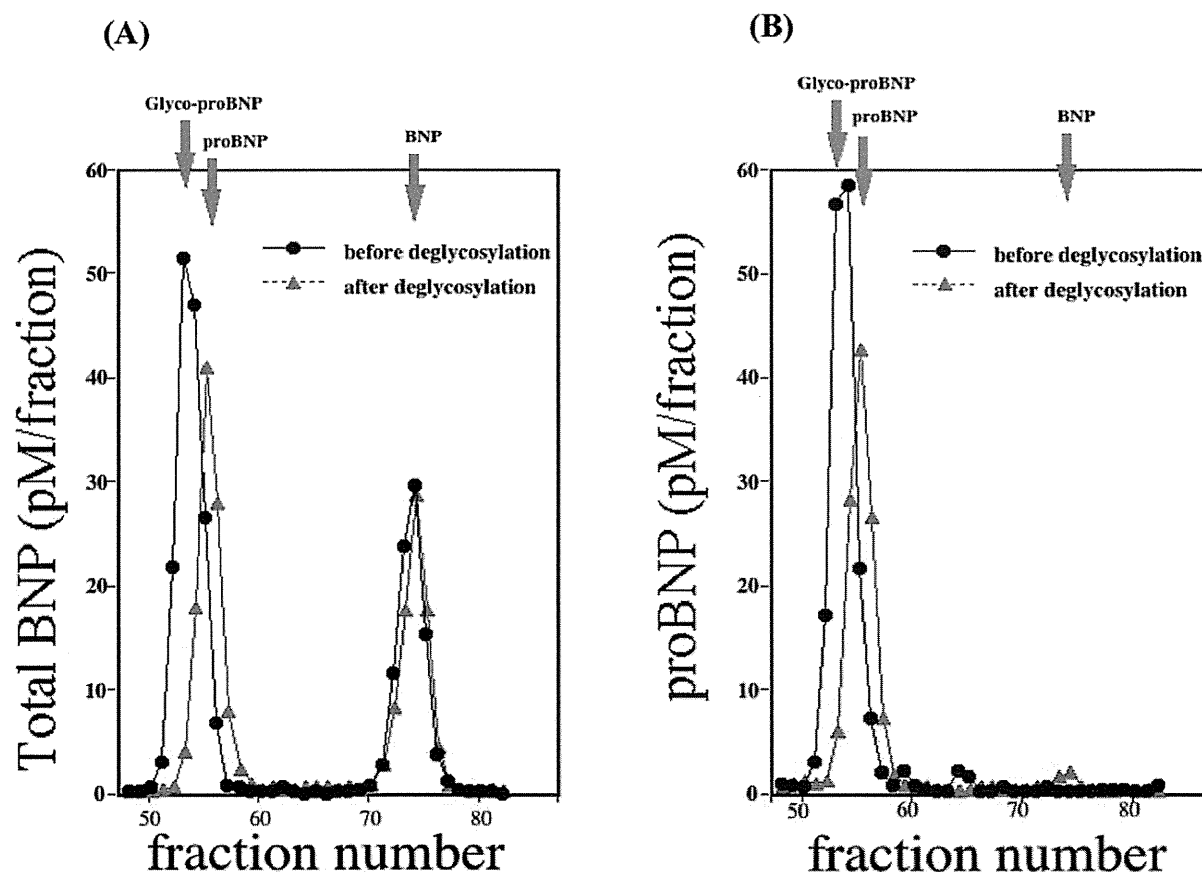 (A)
Glyco-proBNP
proBNP
BNP
60
50
40
30
20
10
0
before deglycosylation
after deglycosylation
50 60 70 80
Total BNP (pM/fraction)
fraction number
(B)
Glyco-proBNP
proBNP
BNP
60
50
40
30
20
10
0
before deglycosylation
after deglycosylation
50 60 70 80
proBNP (pM/fraction)
fraction number